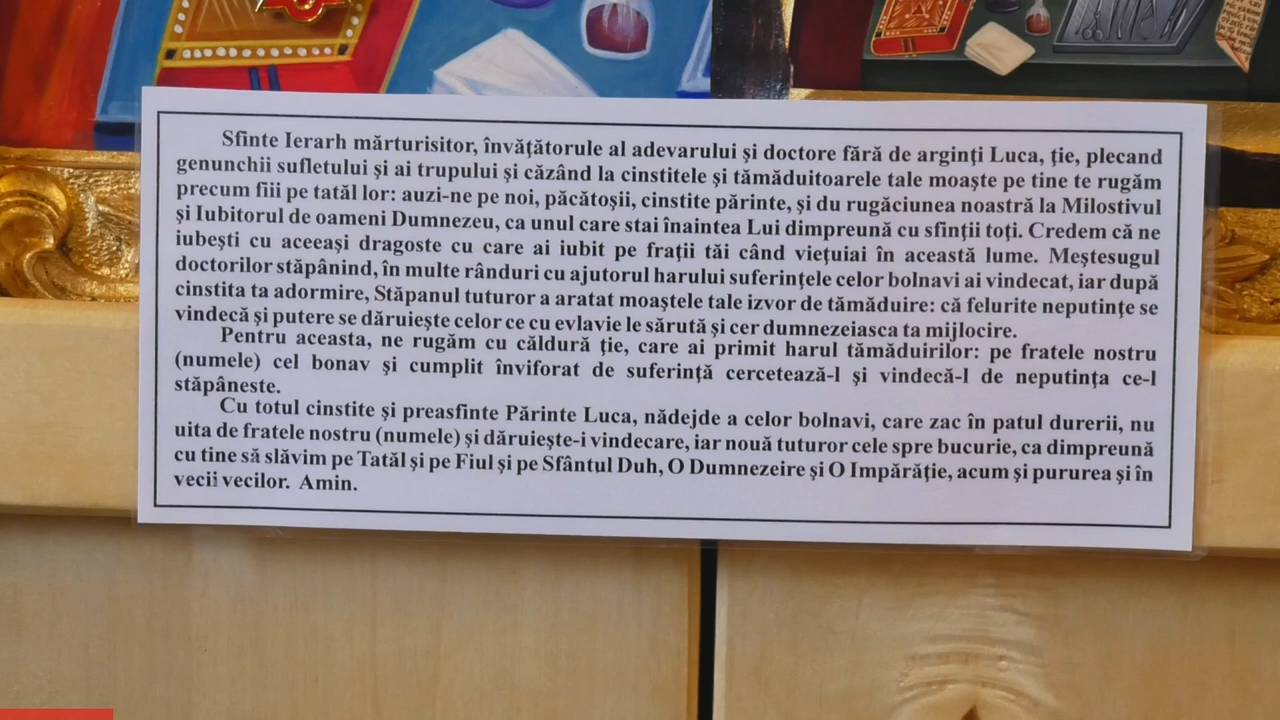 Sfinte Ierarh mărturisitor, învăţătorule al adevarului şi doctore fără de arginţi Luca, ţie, plecand
genunchii sufletului şi ai trupului şi căzând la cinstitele şi tămăduitoarele tale moaşte pe tine te rugăm
precum fiii pe tatăl lor: auzi-ne pe noi, păcătoşii, cinstite părinte, şi du rugăciunea noastră la Milostivul
şi Iubitorul de oameni Dumnezeu, ca unul care stai înaintea Lui dimpreună cu sfinţii toţi. Credem că ne
iubeşti cu aceeaşi dragoste cu care ai iubit pe fraţii tăi când vieţuiai în această lume. Meştesugul
doctorilor stăpânind, în multe rânduri cu ajutorul harului suferinţele celor bolnavi ai vindecat, iar după
cinstita ta adormire, Stăpanul tuturor a aratat moaştele tale izvor de tămăduire: că felurite neputinţe se
vindecă şi putere se dăruieşte celor ce cu evlavie le sărută şi cer dumnezeiasca ta mijlocire.
Pentru aceasta, ne rugăm cu căldură ţie, care ai primit harul tămăduirilor: pe fratele nostru
(numele) cel bonav şi cumplit înviforat de suferinţă cercetează-l şi vindecă-l de neputinţa ce-l
stăpâneste.
Cu totul cinstite şi preasfinte Părinte Luca, nădejde a celor bolnavi, care zac în patul durerii, nu
uita de fratele nostru (numele) şi dăruieşte-i vindecare, iar nouă tuturor cele spre bucurie, ca dimpreună
cu tine să slăvim pe Tatăl şi pe Fiul şi pe Sfântul Duh, O Dumnezeire şi O Impărăţie, acum şi pururea şi în
vecii vecilor. Amin.